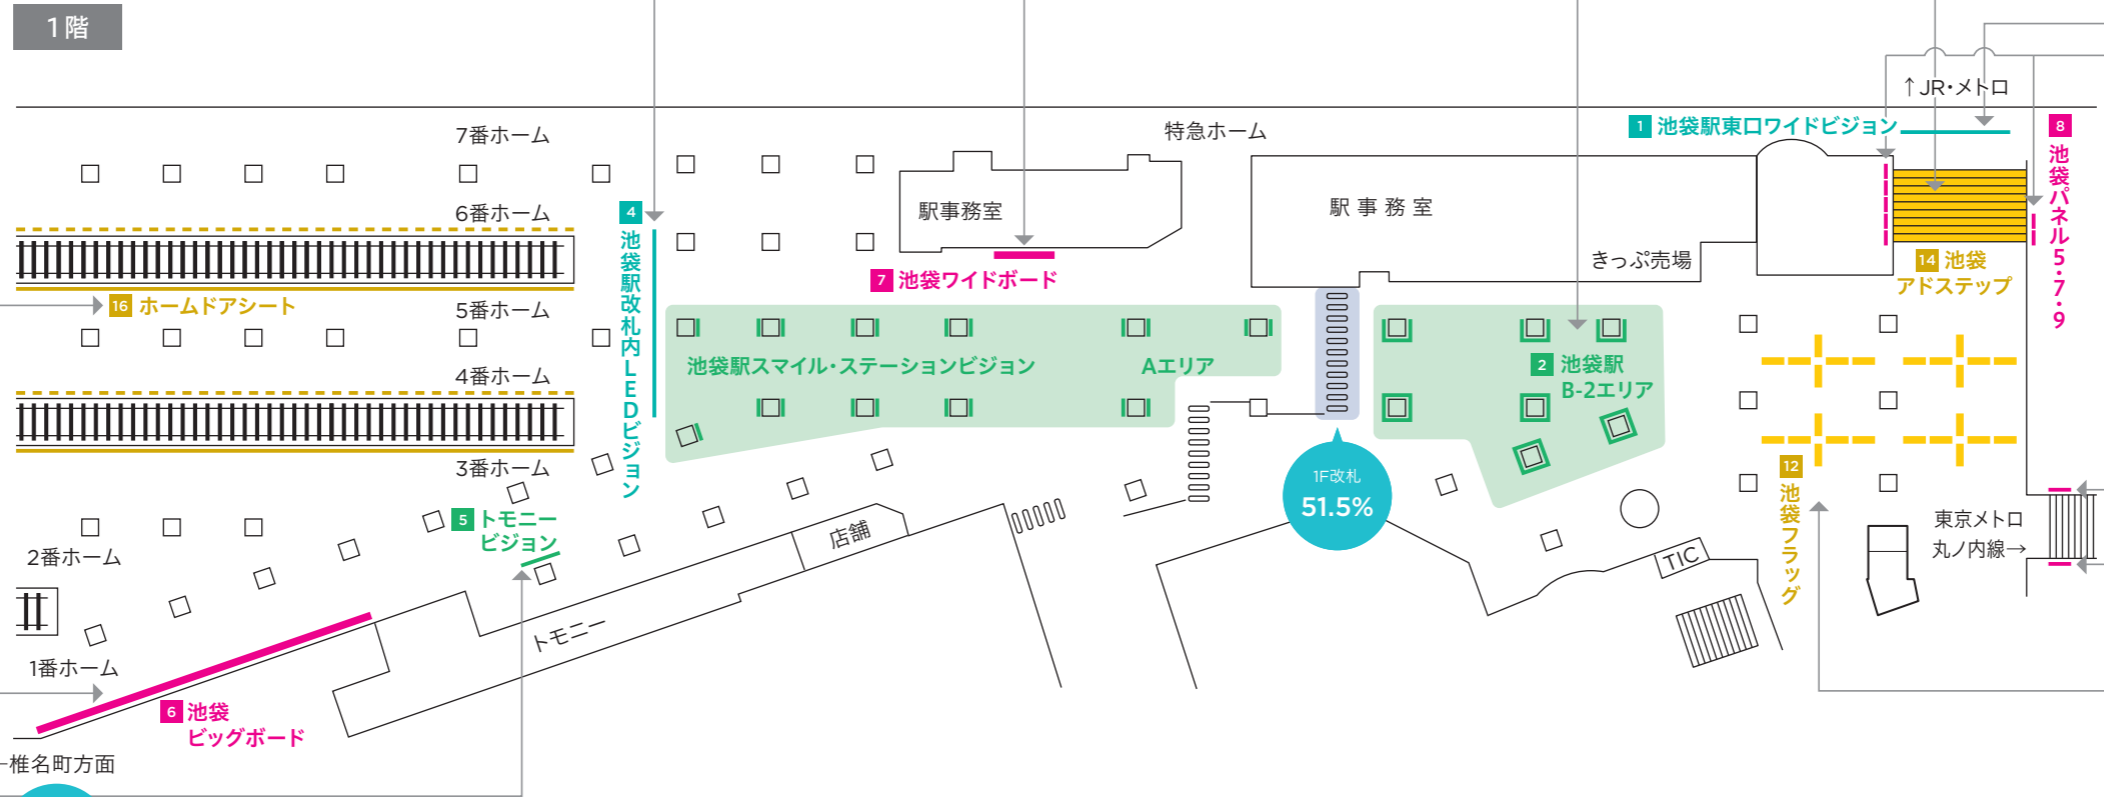 1階
7番ホーム
特急ホーム
↑JR・メトロ
1 池袋駅東口ワイドビジョン
8 池袋パネル5・7・9
6番ホーム
4 池袋駅改札内LEDビジョン
駅事務室
駅事務室
きっぷ売場
7 池袋ワイドボード
14 池袋
アドステップ
16 ホームドアシート
5番ホーム
池袋駅スマイル・ステーションビジョン Aエリア
2 池袋駅
B-2エリア
4番ホーム
3番ホーム
1F改札
51.5%
12 池袋フラッグ
5 トモニー
ビジョン
店舗
東京メトロ
丸ノ内線→
TIC
2番ホーム
トモニー
1番ホーム
6 池袋
ビッグボード
椎名町方面